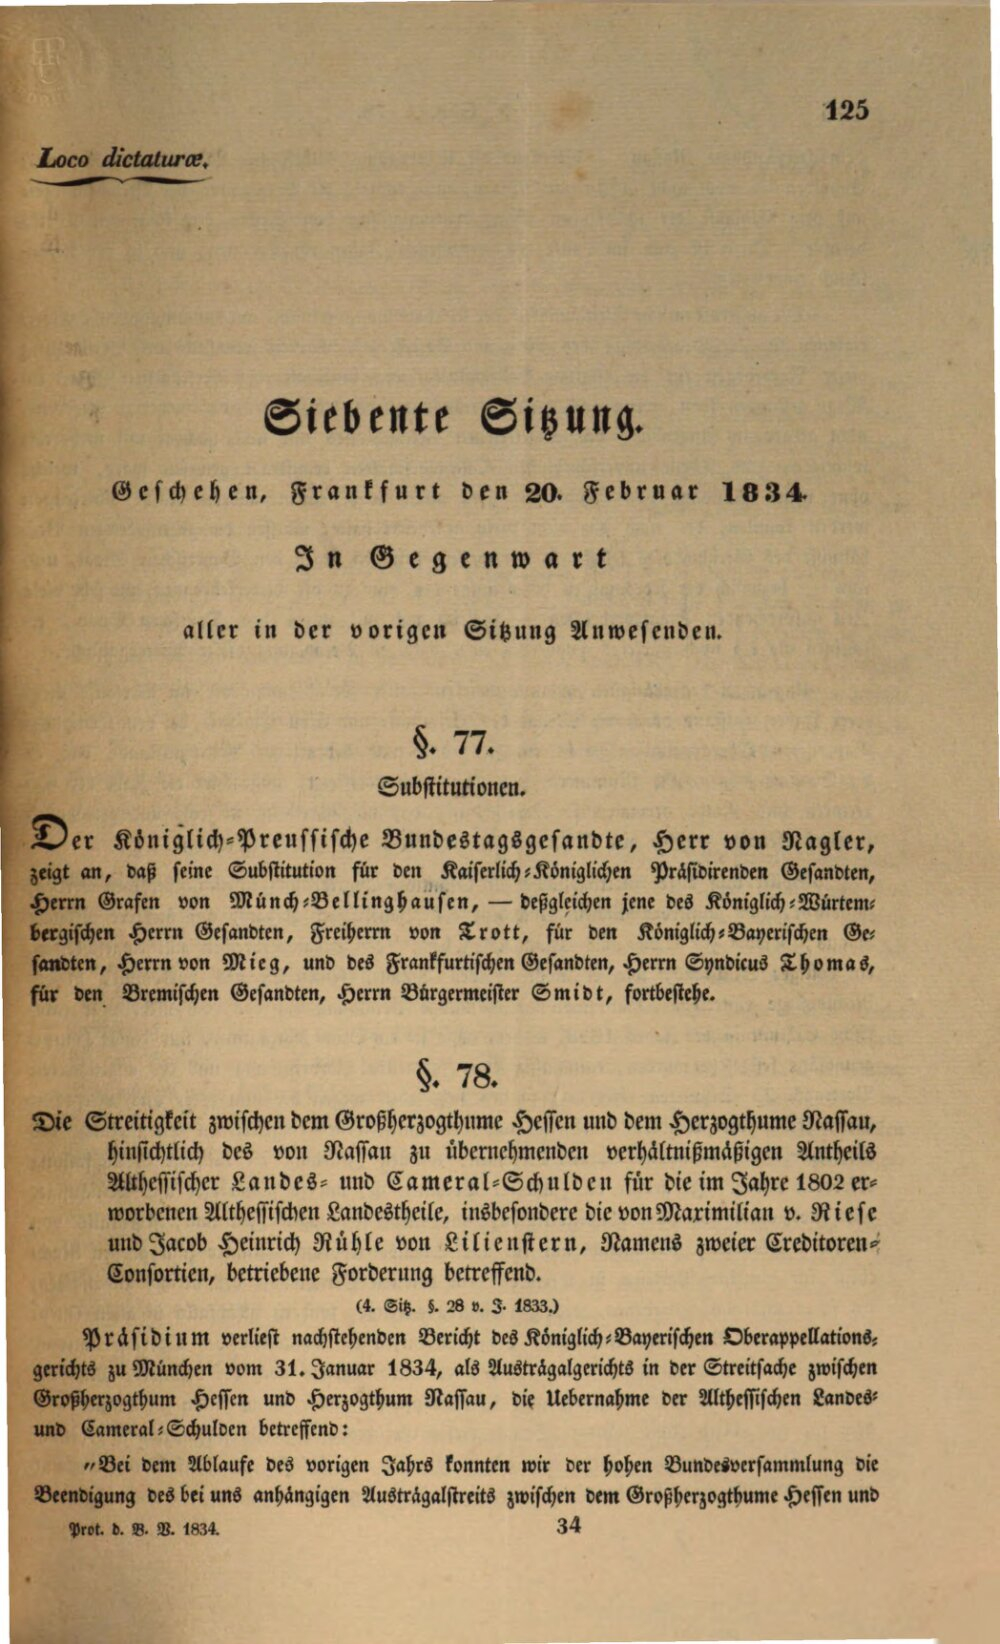 125
Loco dictaturæ.
Siebente Sitzung.
Geschehen, Frankfurt den 20. Februar 1834.
In Gegenwart
aller in der vorigen Sitzung Anwesenden.
§. 77.
Substitutionen.
Der Königlich-Preussische Bundestagsgesandte, Herr von Nagler,
zeigt an, daß seine Substitution für den Kaiserlich-Königlichen Präsidirenden Gesandten,
Herrn Grafen von Münch-Bellinghausen, — deßgleichen jene des Königlich-Würtem-
bergischen Herrn Gesandten, Freiherrn von Trott, für den Königlich-Bayerischen Ge-
sandten, Herrn von Mieg, und des Frankfurtischen Gesandten, Herrn Syndicus Thomas,
für den Bremischen Gesandten, Herrn Bürgermeister Smidt, fortbestehe.
§. 78.
Die Streitigkeit zwischen dem Großherzogthume Hessen und dem Herzogthume Nassau,
hinsichtlich des von Nassau zu übernehmenden verhältnißmäßigen Antheils
Althessischer Landes- und Cameral-Schulden für die im Jahre 1802 er-
worbenen Althessischen Landestheile, insbesondere die von Maximilian v. Riese
und Jacob Heinrich Rühle von Lilienstern, Namens zweier Creditoren-
Consortien, betriebene Forderung betreffend.
(4. Sitz. §. 28 v. J. 1833.)
Präsidium verliest nachstehenden Bericht des Königlich-Bayerischen Oberappellations-
gerichts zu München vom 31. Januar 1834, als Austrägalgerichts in der Streitsache zwischen
Großherzogthum Hessen und Herzogthum Nassau, die Uebernahme der Althessischen Landes-
und Cameral-Schulden betreffend:
„Bei dem Ablaufe des vorigen Jahrs konnten wir der hohen Bundesversammlung die
Beendigung des bei uns anhängigen Austrägalstreits zwischen dem Großherzogthume Hessen und
Prot. d. B. V. 1834.
34